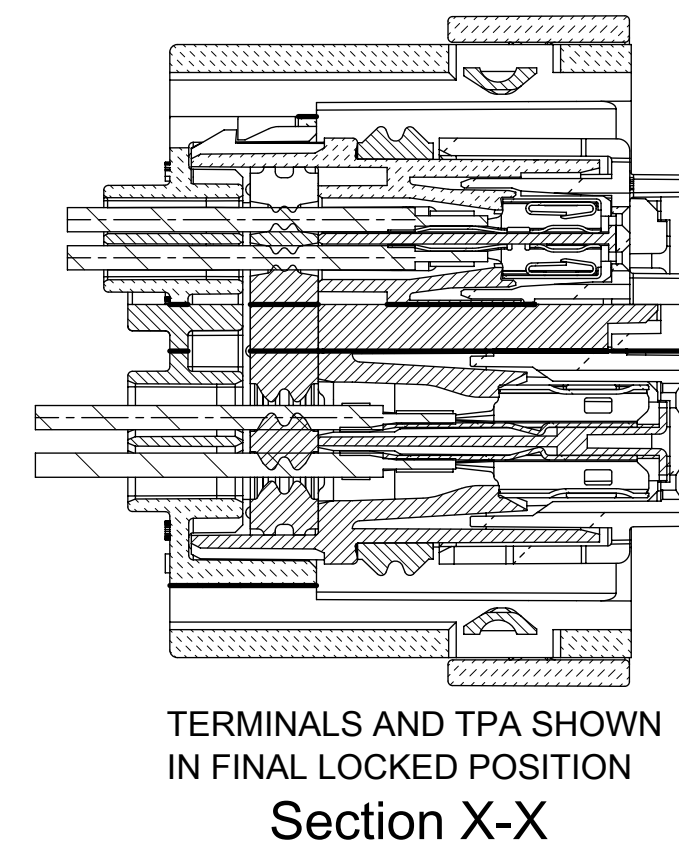 TERMINALS AND TPA SHOWN
IN FINAL LOCKED POSITION
Section X-X